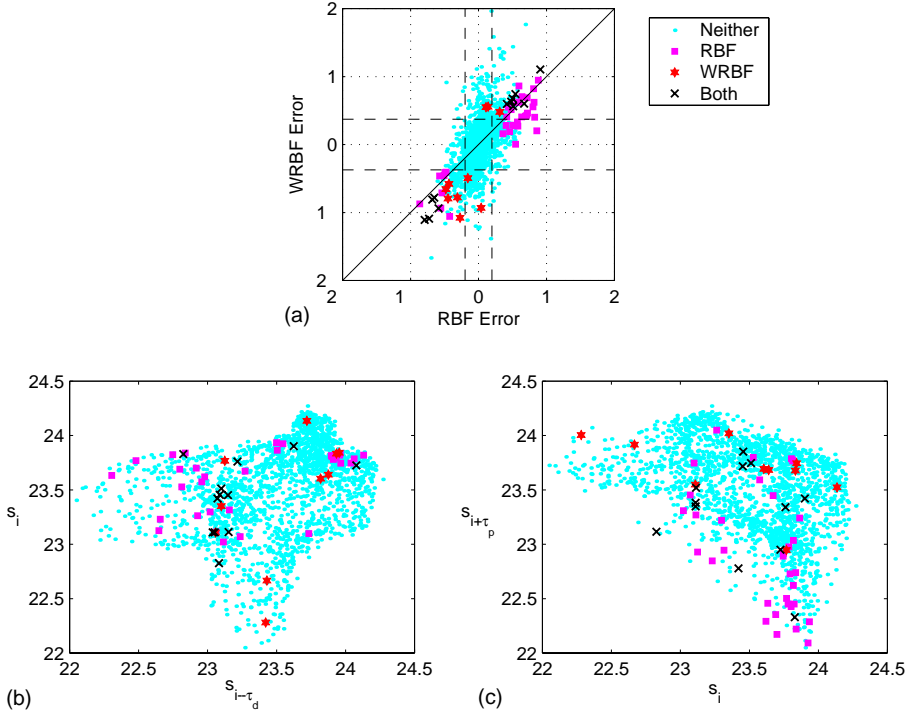 2
1
0
1
2
WRBF Error
2
1
0
1
2
RBF Error
(a)
Neither
RBF
WRBF
Both
24.5
24
23.5
23
22.5
22
s_i
22
22.5
23
23.5
24
24.5
s_{i−τ_d}
(b)
24.5
24
23.5
23
22.5
22
s_{i+τ_p}
22
22.5
23
23.5
24
24.5
s_i
(c)